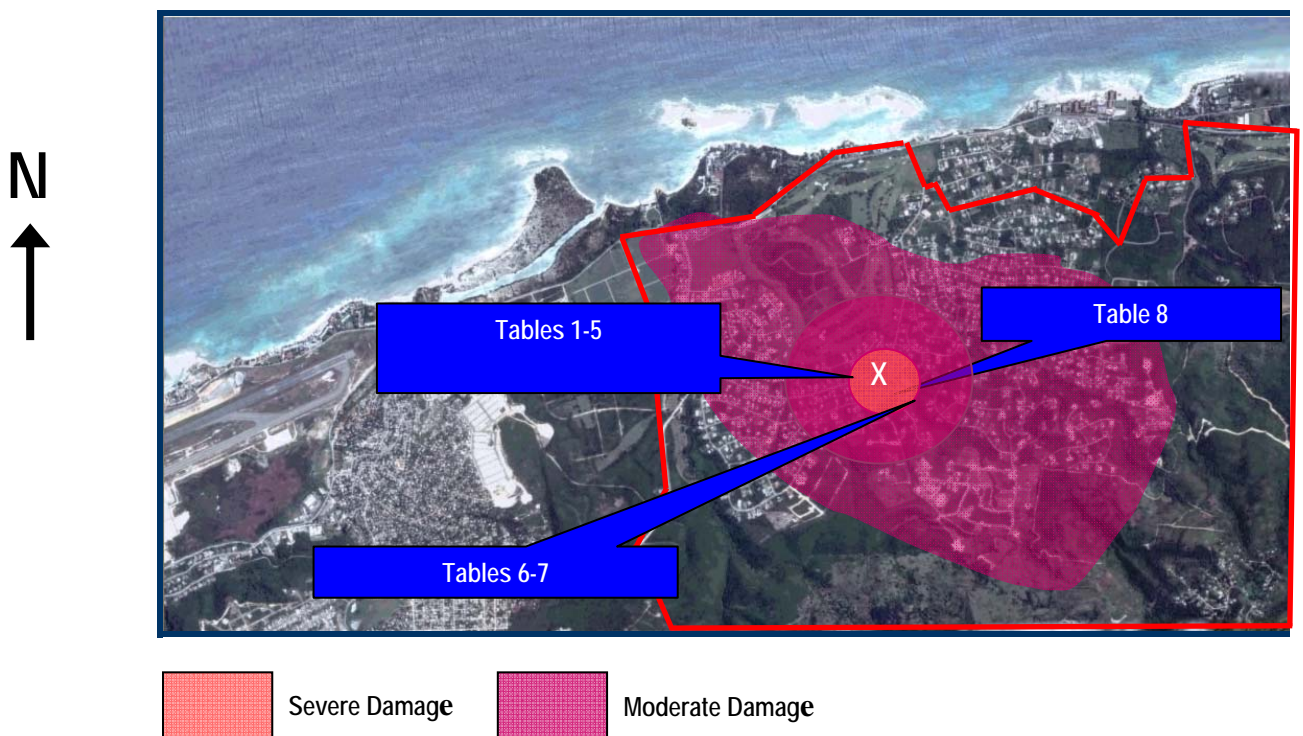 N
Tables 1-5
Table 8
X
Tables 6-7
Severe Damage
Moderate Damage